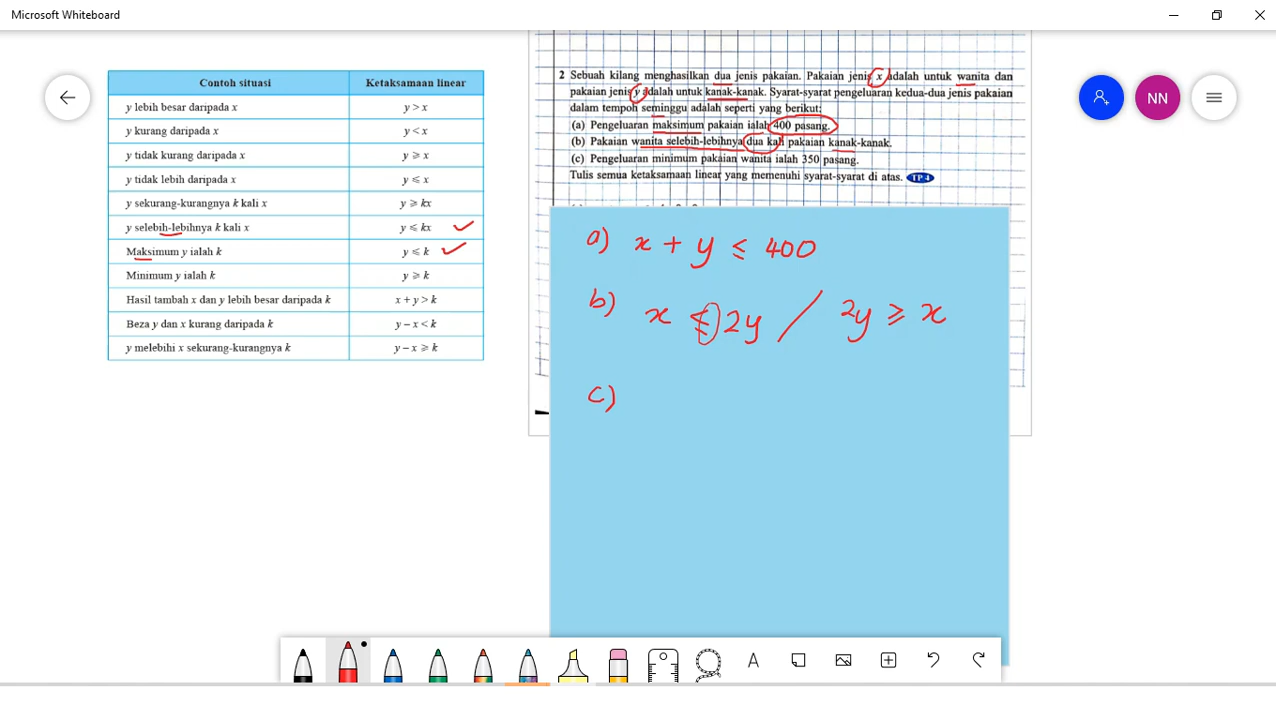 Microsoft Whiteboard
NN
Contoh situasi Ketaksamaan linear
y lebih besar daripada x y > x
y kurang daripada x y < x
y tidak kurang daripada x y ⩾ x
y tidak lebih daripada x y ⩽ x
y sekurang-kurangnya k kali x y ⩾ kx
y selebih-lebihnya k kali x y ⩽ kx
Maksimum y ialah k y ⩽ k
Minimum y ialah k y ⩾ k
Hasil tambah x dan y lebih besar daripada k x + y > k
Beza y dan x kurang daripada k y – x < k
y melebihi x sekurang-kurangnya k y – x ⩾ k
2 Sebuah kilang menghasilkan dua jenis pakaian. Pakaian jenis x adalah untuk wanita dan
pakaian jenis y adalah untuk kanak-kanak. Syarat-syarat pengeluaran kedua-dua jenis pakaian
dalam tempoh seminggu adalah seperti yang berikut:
(a) Pengeluaran maksimum pakaian ialah 400 pasang.
(b) Pakaian wanita selebih-lebihnya dua kali pakaian kanak-kanak.
(c) Pengeluaran minimum pakaian wanita ialah 350 pasang.
Tulis semua ketaksamaan linear yang memenuhi syarat-syarat di atas. TP 4
a) x + y ≤ 400
b) x ≤ 2y / 2y ⩾ x
c)
A